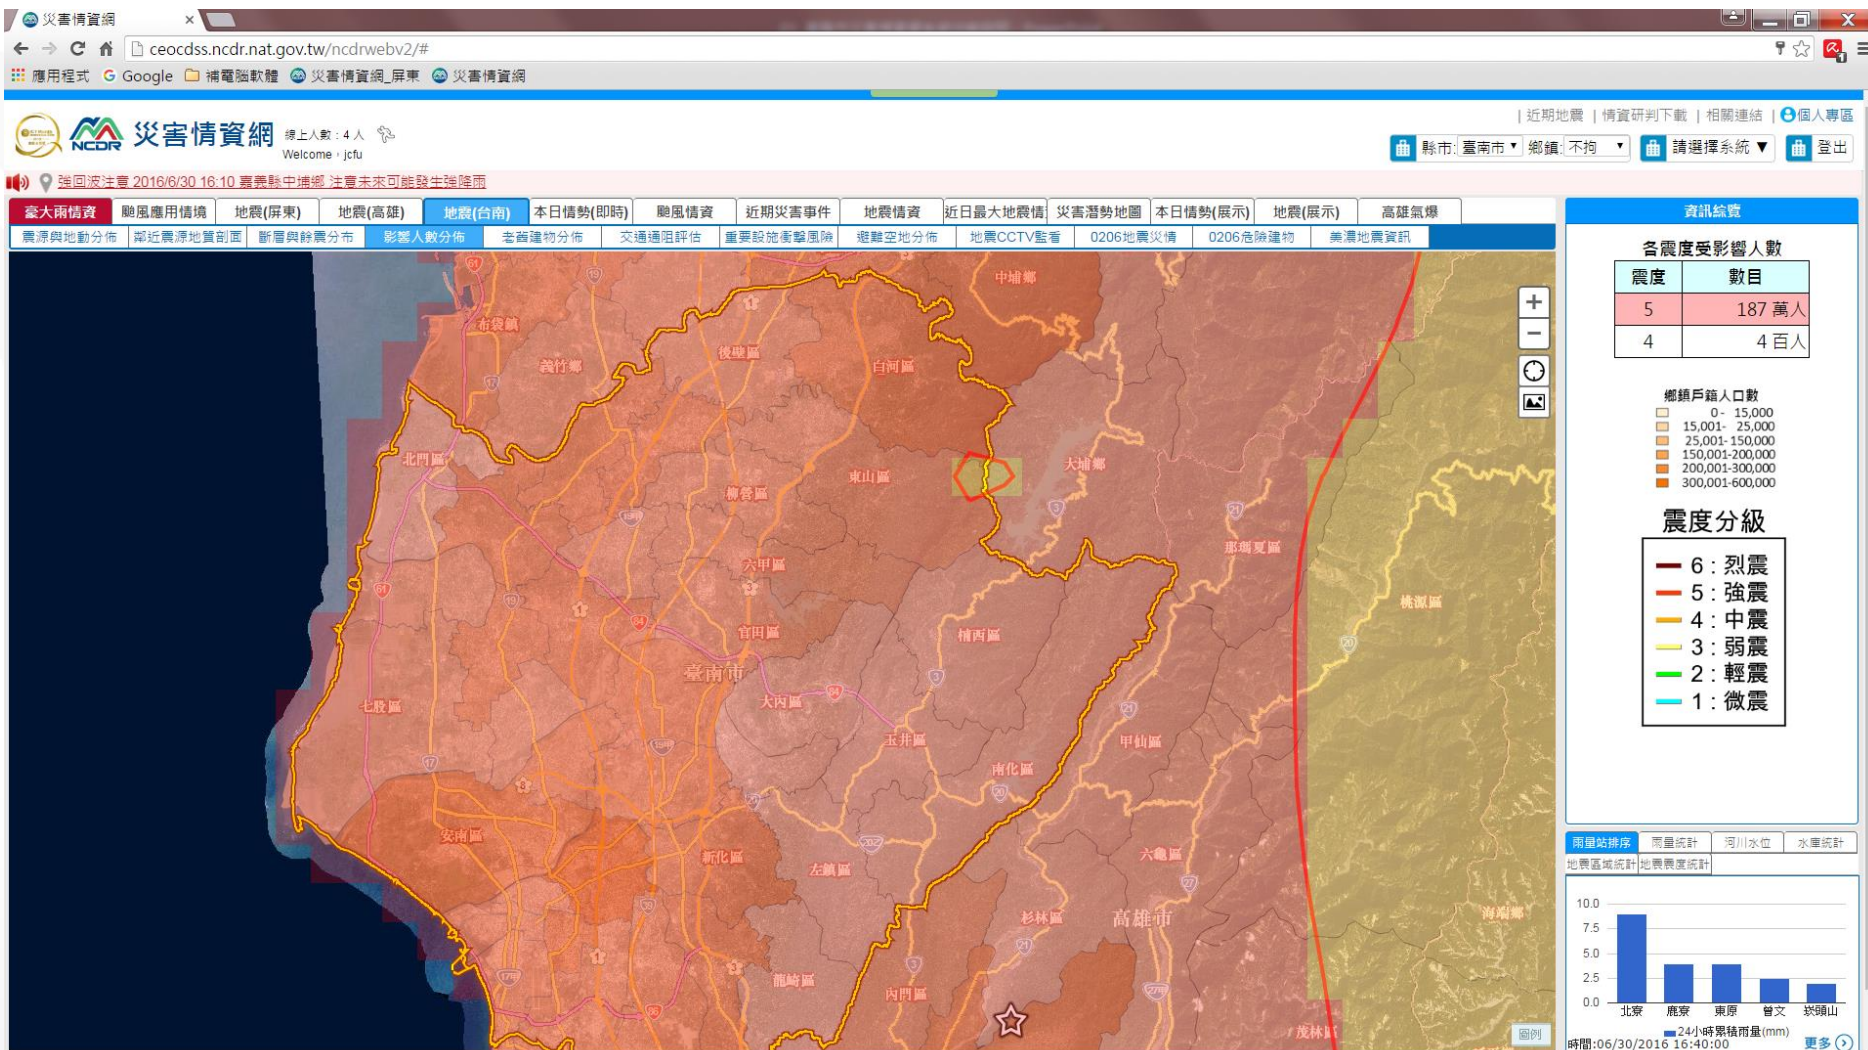 災害情資網
ceocdss.ncdr.nat.gov.tw/ncdrwebv2/#
應用程式 Google 補電腦軟體 災害情資網_屏東 災害情資網
| 近期地震 | 情資研判下載 | 相關連結 | 個人專區
NCDR 災害情資網 線上人數：4 人
Welcome，jcfu
縣市: 臺南市 鄉鎮: 不拘 請選擇系統 ▼ 登出
強回波注意 2016/6/30 16:10 嘉義縣中埔鄉 注意未來可能發生強降雨
豪大雨情資 颱風應用情境 地震(屏東) 地震(高雄) 地震(台南) 本日情勢(即時) 颱風情資 近期災害事件 地震情資 近日最大地震情 災害潛勢地圖 本日情勢(展示) 地震(展示) 高雄氣爆
震源與地動分佈 鄰近震源地質剖面 斷層與餘震分布 影響人數分佈 老舊建物分佈 交通通阻評估 重要設施衝擊風險 避難空地分佈 地震CCTV監看 0206地震災情 0206危險建物 美濃地震資訊
中埔鄉
布袋鎮
後壁區
義竹鄉
白河區
北門區
大埔鄉
東山區
柳營區
那瑪夏區
六甲區
桃源區
官田區
楠西區
臺南市
大內區
七股區
玉井區
甲仙區
南化區
安南區
新化區
左鎮區
六龜區
杉林區
高雄市
海端鄉
龍崎區
內門區
茂林區
圖例
資訊綜覽
各震度受影響人數
震度 數目
5 187 萬人
4 4 百人
鄉鎮戶籍人口數
0- 15,000
15,001- 25,000
25,001-150,000
150,001-200,000
200,001-300,000
300,001-600,000
震度分級
6：烈震
5：強震
4：中震
3：弱震
2：輕震
1：微震
雨量站排序 雨量統計 河川水位 水庫統計
地震區域統計 地震震度統計
10.0
7.5
5.0
2.5
0.0
北寮 鹿寮 東原 曾文 崁頭山
24小時累積雨量(mm)
時間:06/30/2016 16:40:00 更多